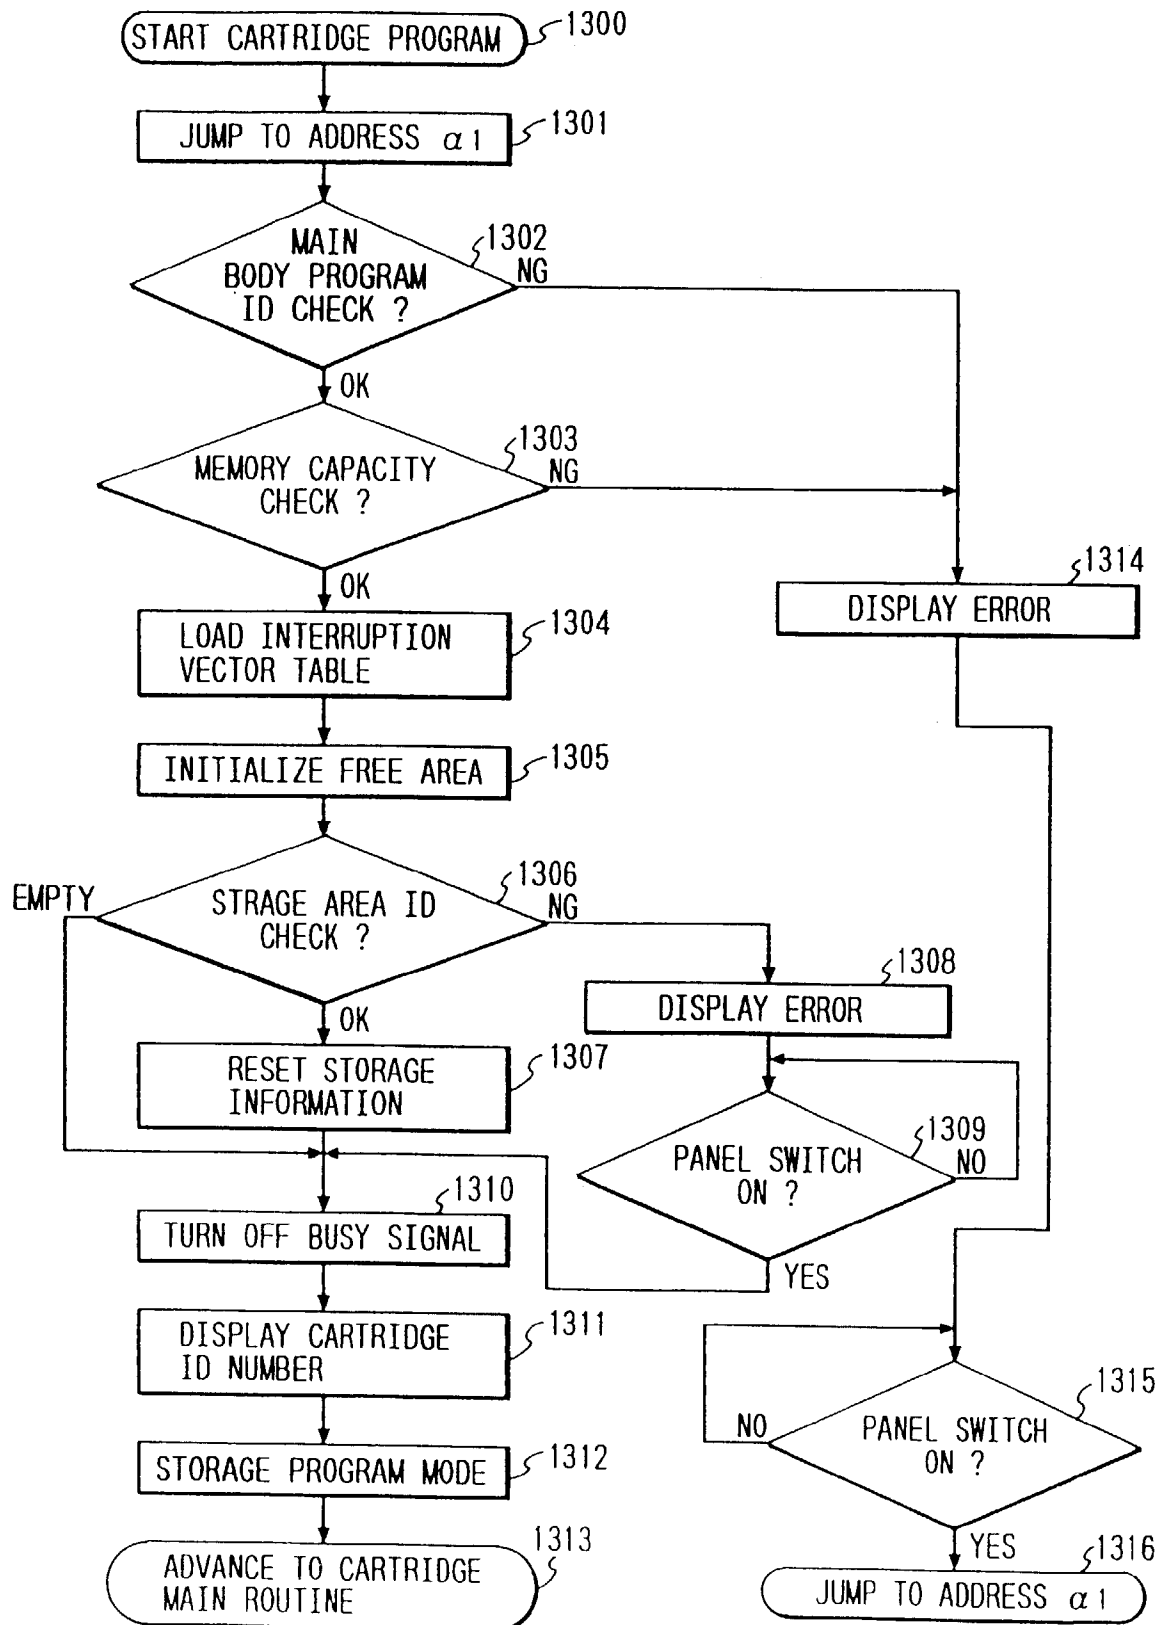 START CARTRIDGE PROGRAM
1300
JUMP TO ADDRESS α1
1301
MAIN
BODY PROGRAM
ID CHECK ?
1302
NG
OK
MEMORY CAPACITY
CHECK ?
1303
NG
OK
1314
DISPLAY ERROR
LOAD INTERRUPTION
VECTOR TABLE
1304
INITIALIZE FREE AREA
1305
EMPTY
STRAGE AREA ID
CHECK ?
1306
NG
OK
1308
DISPLAY ERROR
RESET STORAGE
INFORMATION
1307
PANEL SWITCH
ON ?
1309
NO
YES
1310
TURN OFF BUSY SIGNAL
DISPLAY CARTRIDGE
ID NUMBER
1311
1315
NO
PANEL SWITCH
ON ?
YES
STORAGE PROGRAM MODE
1312
1313
ADVANCE TO CARTRIDGE
MAIN ROUTINE
1316
JUMP TO ADDRESS α1